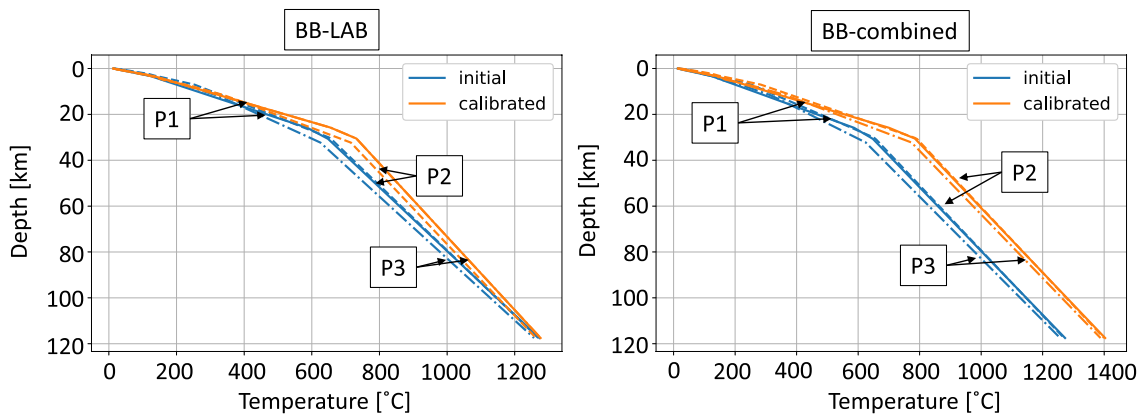 BB-LAB
0
20
40
60
80
100
120
Depth [km]
0 200 400 600 800 1000 1200
Temperature [˚C]
initial
calibrated
P1
P2
P3
BB-combined
0
20
40
60
80
100
120
Depth [km]
0 200 400 600 800 1000 1200 1400
Temperature [˚C]
initial
calibrated
P1
P2
P3